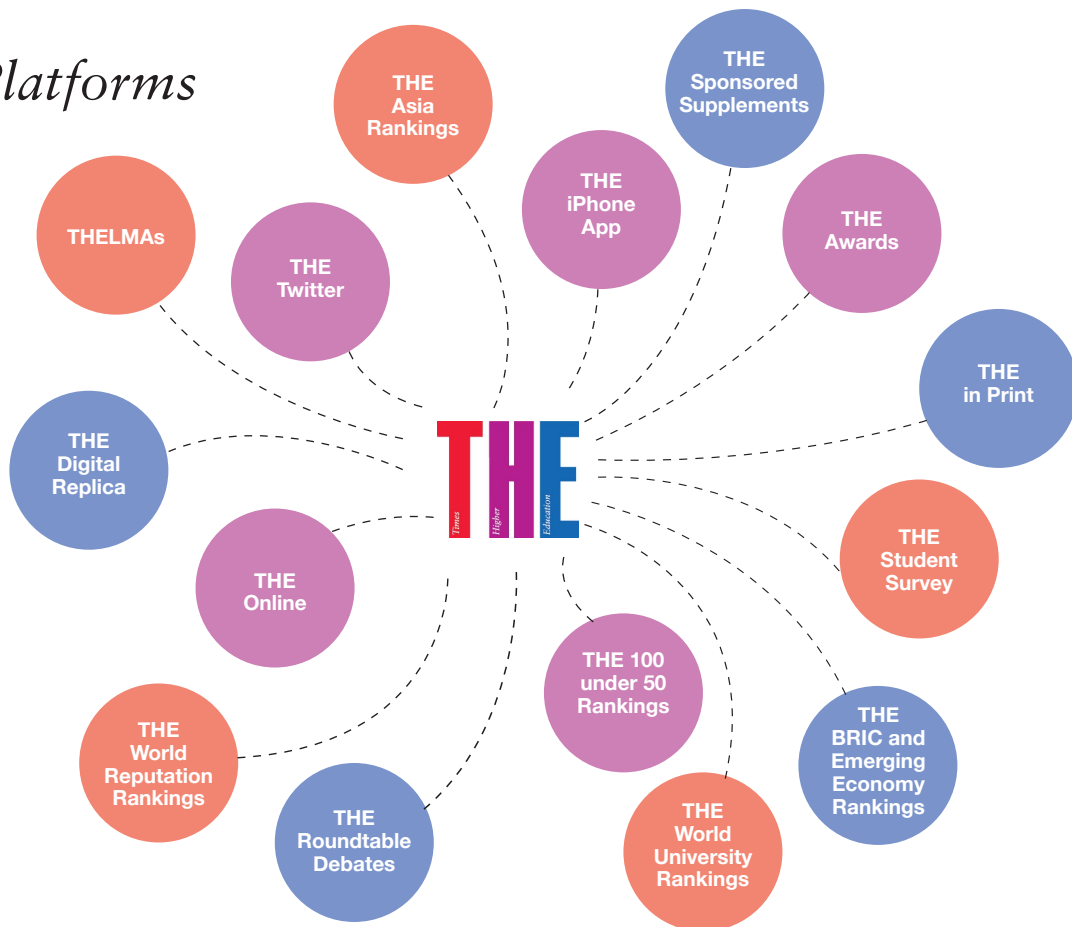 Platforms
THE
Asia
Rankings
THE
Sponsored
Supplements
THE
iPhone
App
THE
Awards
THELMAs
THE
Twitter
THE
in Print
THE
Digital
Replica
THE
Times
Higher
Education
THE
Student
Survey
THE
Online
THE 100
under 50
Rankings
THE
World
Reputation
Rankings
THE
BRIC and
Emerging
Economy
Rankings
THE
Roundtable
Debates
THE
World
University
Rankings